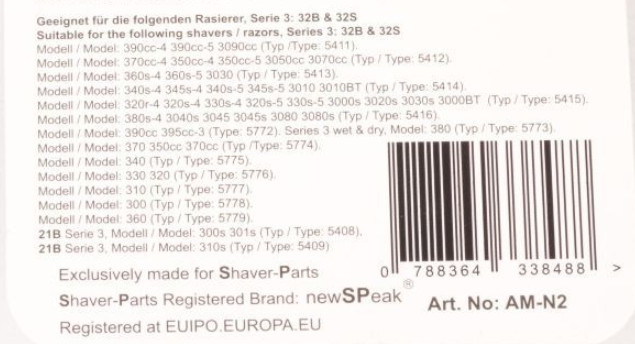 Geeignet für die folgenden Rasierer, Serie 3: 32B & 32S
Suitable for the following shavers / razors, Series 3: 32B & 32S
Modell / Model: 390cc-4 390cc-5 3090cc (Typ /Type: 5411).
Modell / Model: 370cc-4 350cc-4 350cc-5 3050cc 3070cc (Typ / Type: 5412).
Modell / Model: 360s-4 360s-5 3030 (Typ / Type: 5413).
Modell / Model: 340s-4 345s-4 340s-5 345s-5 3010 3010BT (Typ / Type: 5414).
Modell / Model: 320r-4 320s-4 330s-4 320s-5 330s-5 3000s 3020s 3030s 3000BT (Typ / Type: 5415).
Modell / Model: 380s-4 3040s 3045 3045s 3080 3080s (Typ / Type: 5416).
Modell / Model: 390cc 395cc-3 (Type: 5772). Series 3 wet & dry, Model: 380 (Typ / Type: 5773).
Modell / Model: 370 350cc 370cc (Typ /Type: 5774).
Modell / Model: 340 (Typ / Type: 5775).
Modell / Model: 330 320 (Typ / Type: 5776).
Modell / Model: 310 (Typ / Type: 5777).
Modell / Model: 300 (Typ / Type: 5778).
Modell / Model: 360 (Typ / Type: 5779).
21B Serie 3, Modell / Model: 300s 301s (Typ / Type: 5408),
21B Serie 3, Modell / Model: 310s (Typ / Type: 5409)
0 788364 338488 >
Exclusively made for Shaver-Parts
Shaver-Parts Registered Brand: newSPeak®
Art. No: AM-N2
Registered at EUIPO.EUROPA.EU